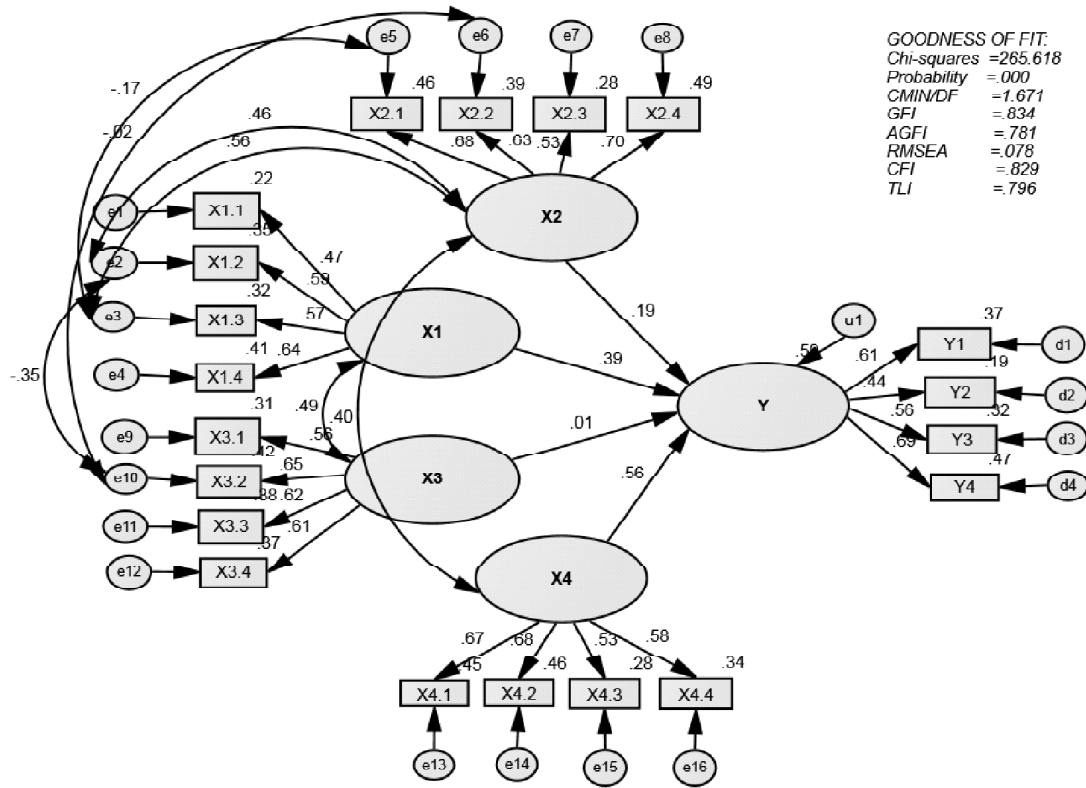 e5
e6
e7
e8
GOODNESS OF FIT:
Chi-squares =265.618
Probability =.000
CMIN/DF =1.671
GFI =.834
AGFI =.781
RMSEA =.078
CFI =.829
TLI =.796
-.17
.46
.39
.28
.49
X2.1
X2.2
X2.3
X2.4
-.02
.46
.56
.68
.63
.53
.70
.22
e1
X1.1
X2
.35
e2
X1.2
.47
.59
.32
e3
X1.3
.57
X1
.19
u1
.37
.41
.64
.39
.59
.61
Y1
d1
.19
-.35
e4
X1.4
.44
Y2
d2
.31
.49
.40
Y
.32
e9
X3.1
.56
.01
.56
Y3
d3
.42
.65
.69
.47
e10
X3.2
X3
.56
Y4
d4
.38
.62
e11
X3.3
.61
.37
e12
X3.4
X4
.67
.68
.53
.58
.45
.46
.28
.34
X4.1
X4.2
X4.3
X4.4
e13
e14
e15
e16